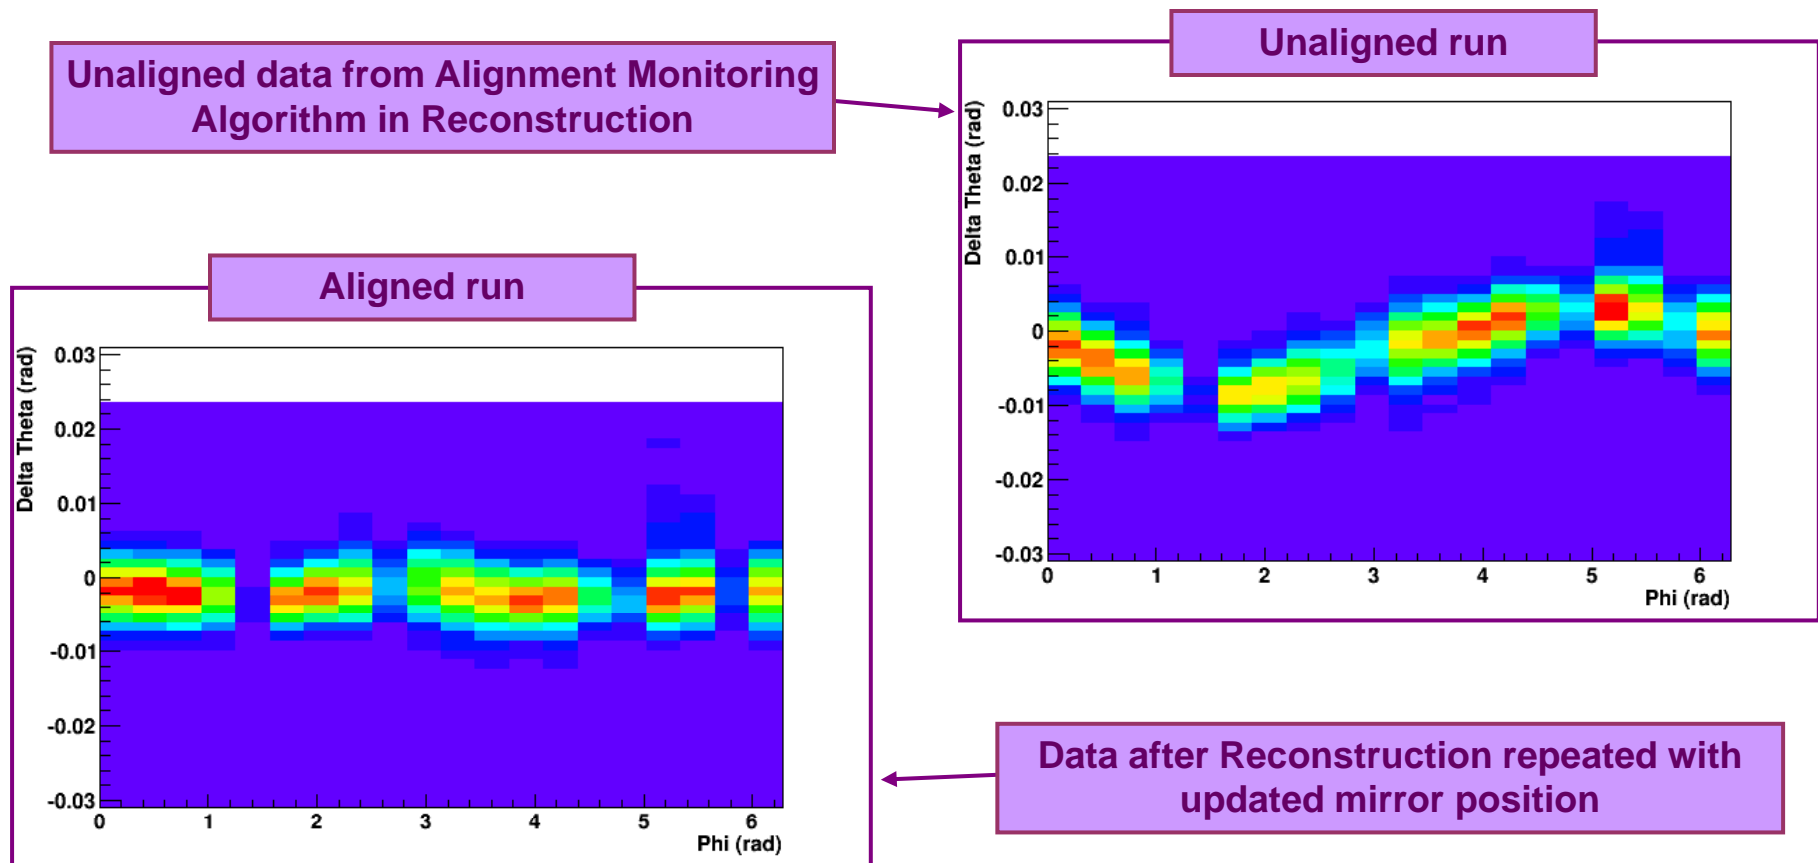 Unaligned data from Alignment Monitoring
Algorithm in Reconstruction
Unaligned run
Delta Theta (rad)
0.03
0.02
0.01
0
-0.01
-0.02
-0.03
0 1 2 3 4 5 6
Phi (rad)
Aligned run
Delta Theta (rad)
0.03
0.02
0.01
0
-0.01
-0.02
-0.03
0 1 2 3 4 5 6
Phi (rad)
Data after Reconstruction repeated with
updated mirror position